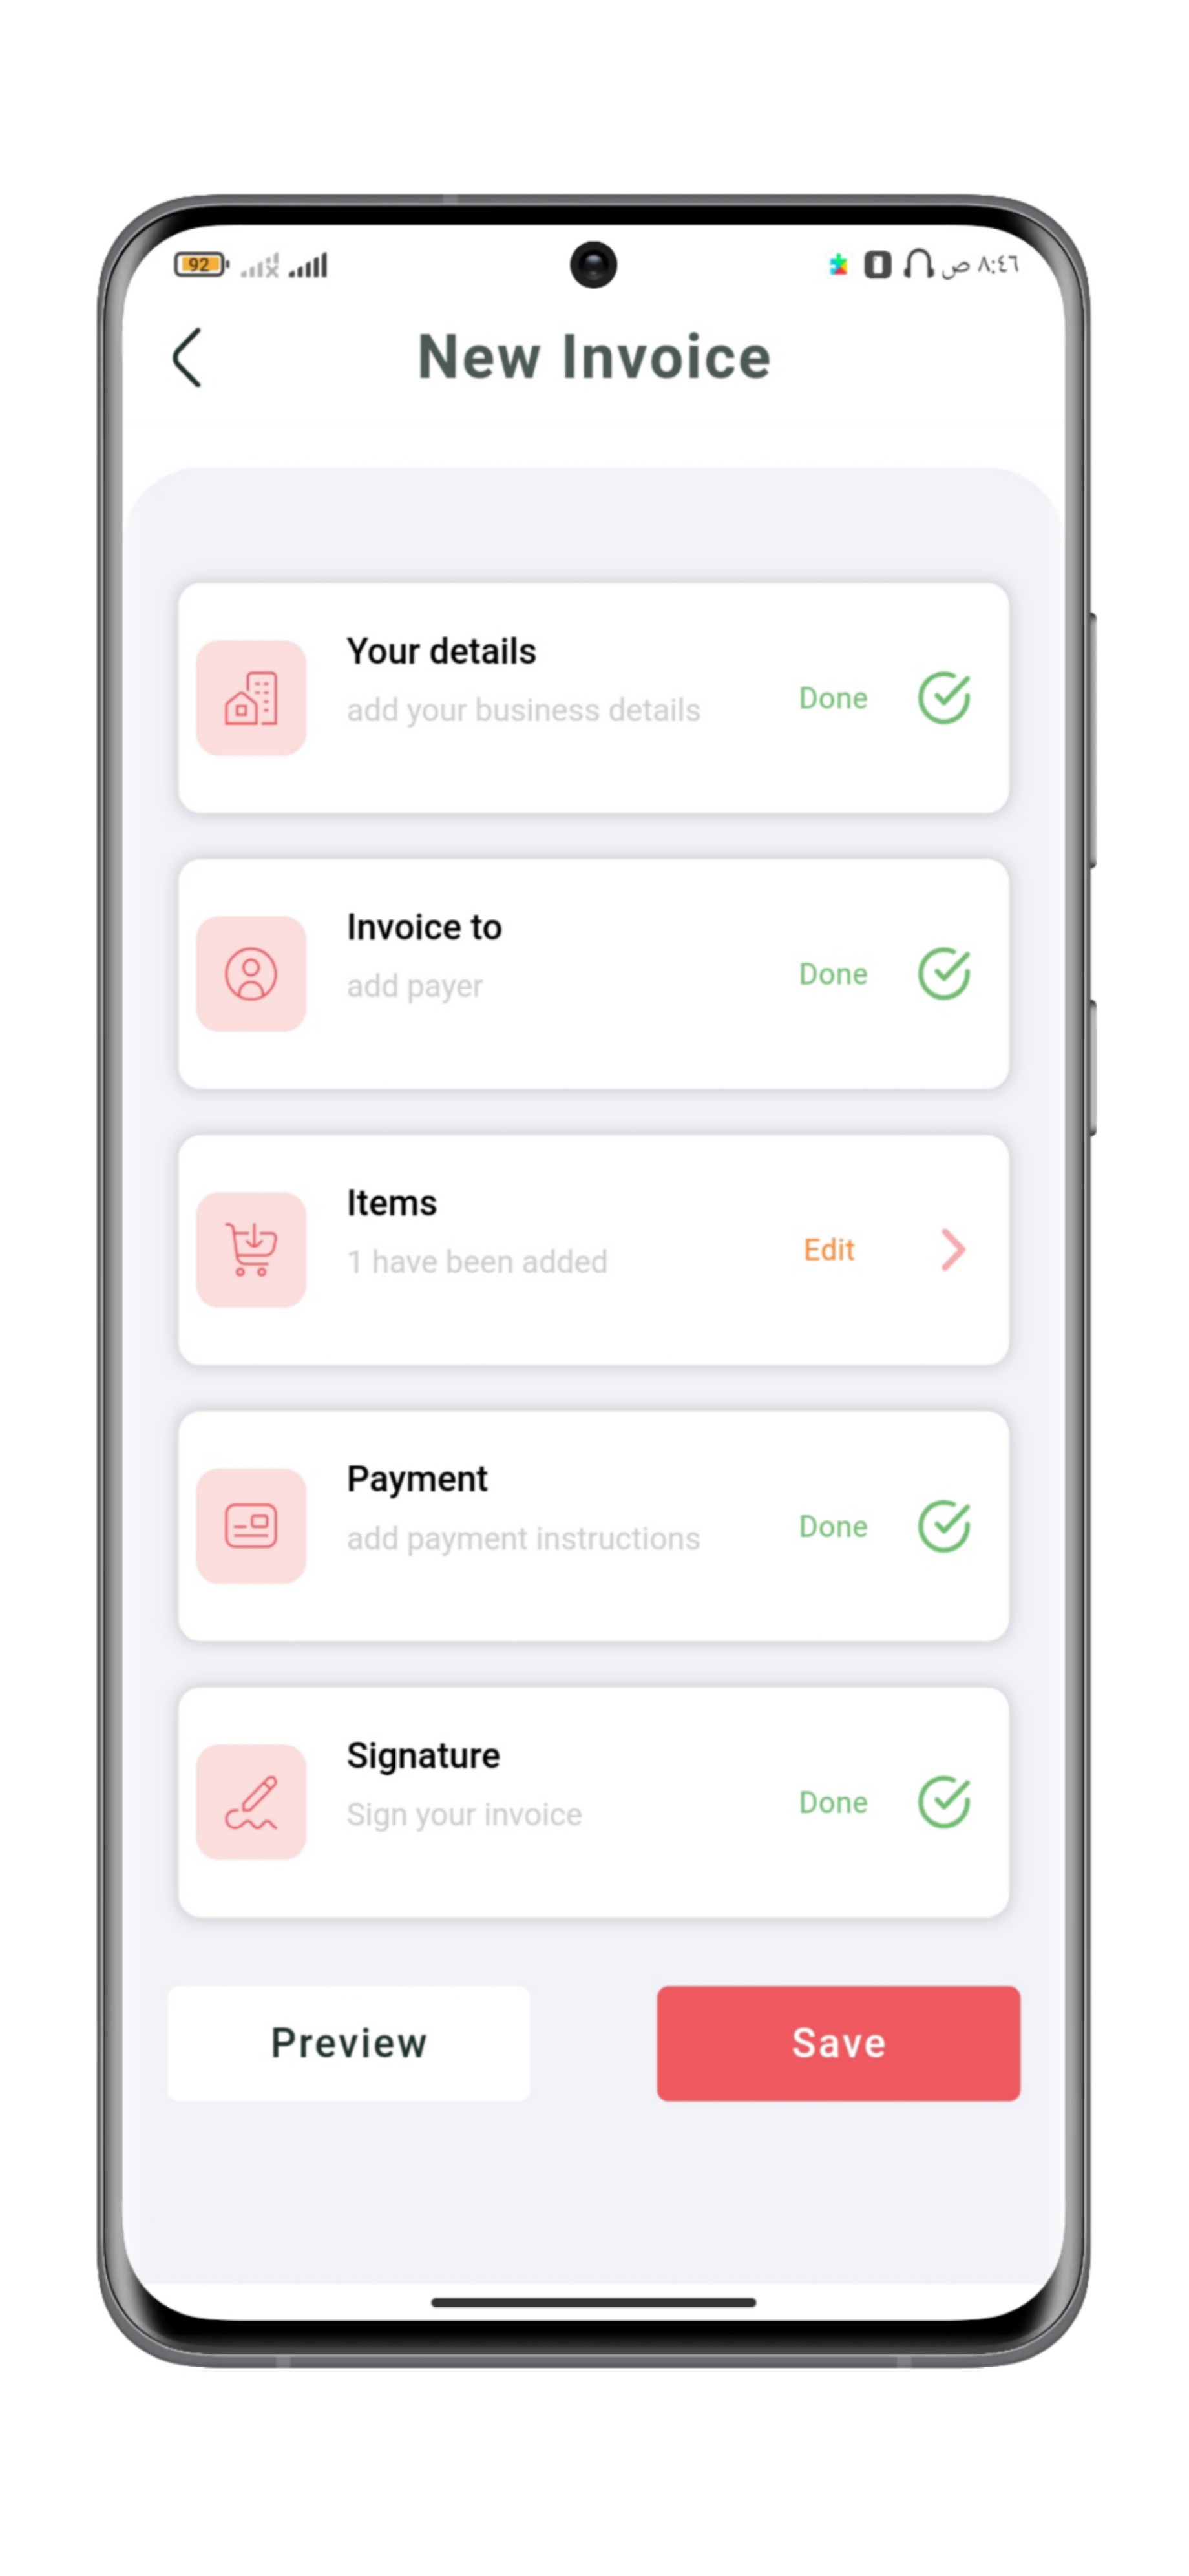 92
٨:٤٦ ص
New Invoice
Your details
add your business details
Done
Invoice to
add payer
Done
Items
1 have been added
Edit
Payment
add payment instructions
Done
Signature
Sign your invoice
Done
Preview
Save